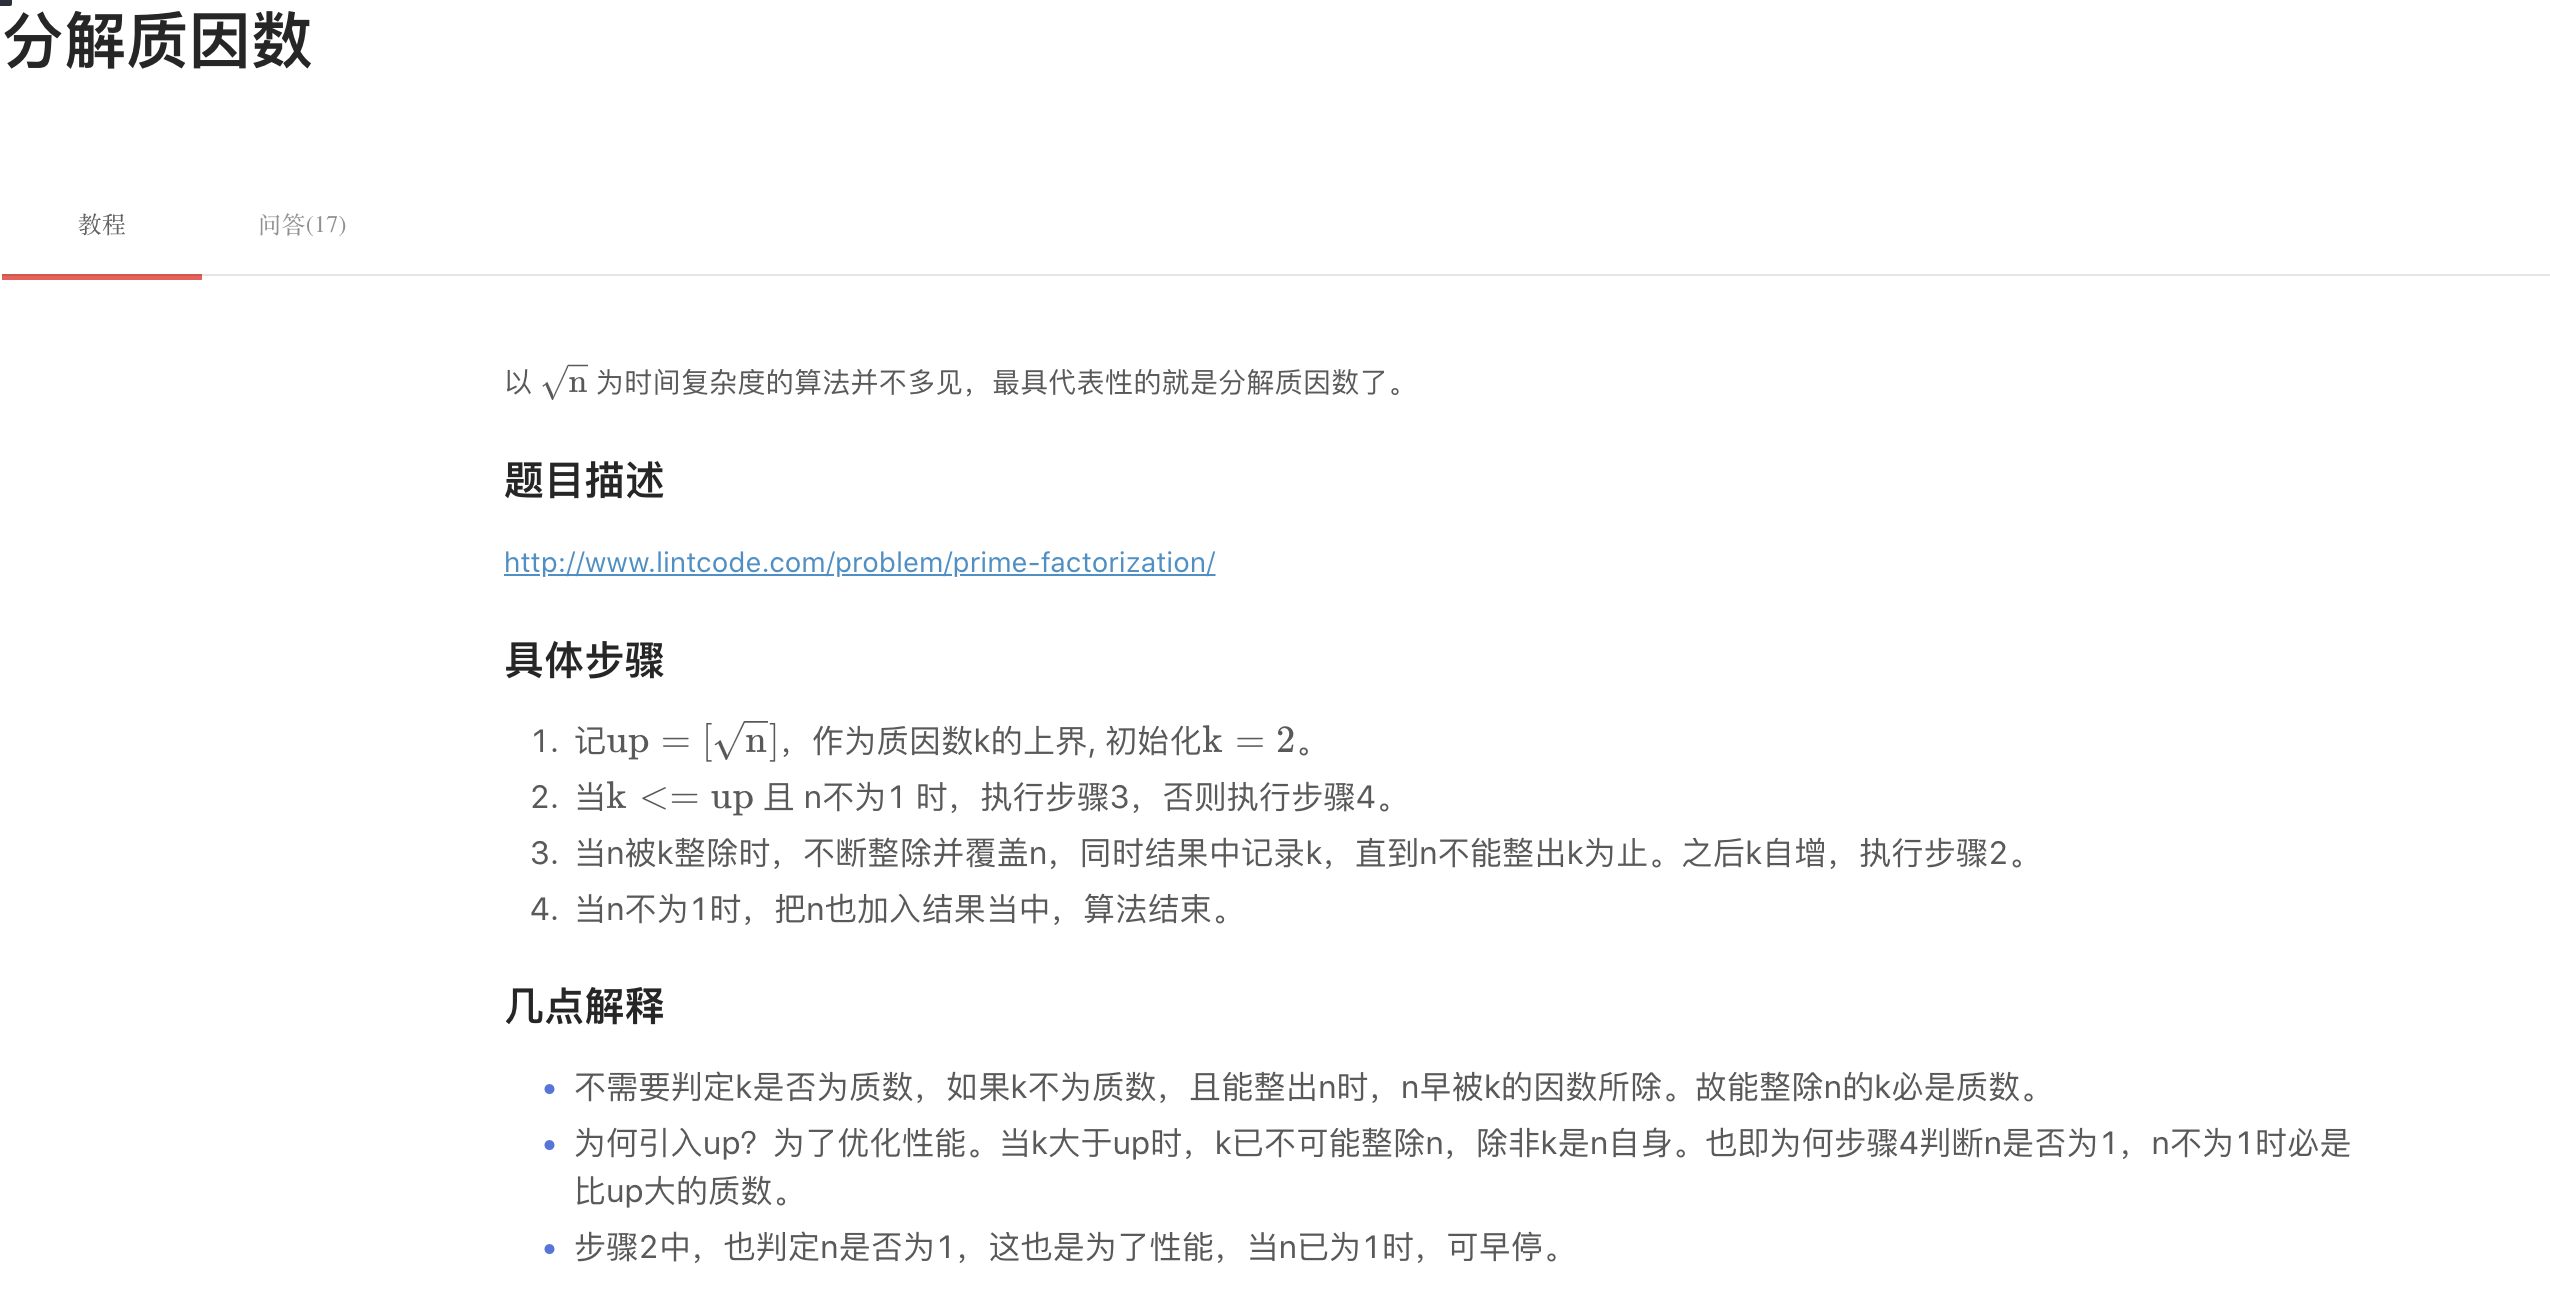 分解质因数
教程 问答(17)
以 √n 为时间复杂度的算法并不多见，最具代表性的就是分解质因数了。
题目描述
http://www.lintcode.com/problem/prime-factorization/
具体步骤
1. 记up = [√n]，作为质因数k的上界, 初始化k = 2。
2. 当k <= up 且 n不为1 时，执行步骤3，否则执行步骤4。
3. 当n被k整除时，不断整除并覆盖n，同时结果中记录k，直到n不能整出k为止。之后k自增，执行步骤2。
4. 当n不为1时，把n也加入结果当中，算法结束。
几点解释
• 不需要判定k是否为质数，如果k不为质数，且能整出n时，n早被k的因数所除。故能整除n的k必是质数。
• 为何引入up？为了优化性能。当k大于up时，k已不可能整除n，除非k是n自身。也即为何步骤4判断n是否为1，n不为1时必是
比up大的质数。
• 步骤2中，也判定n是否为1，这也是为了性能，当n已为1时，可早停。